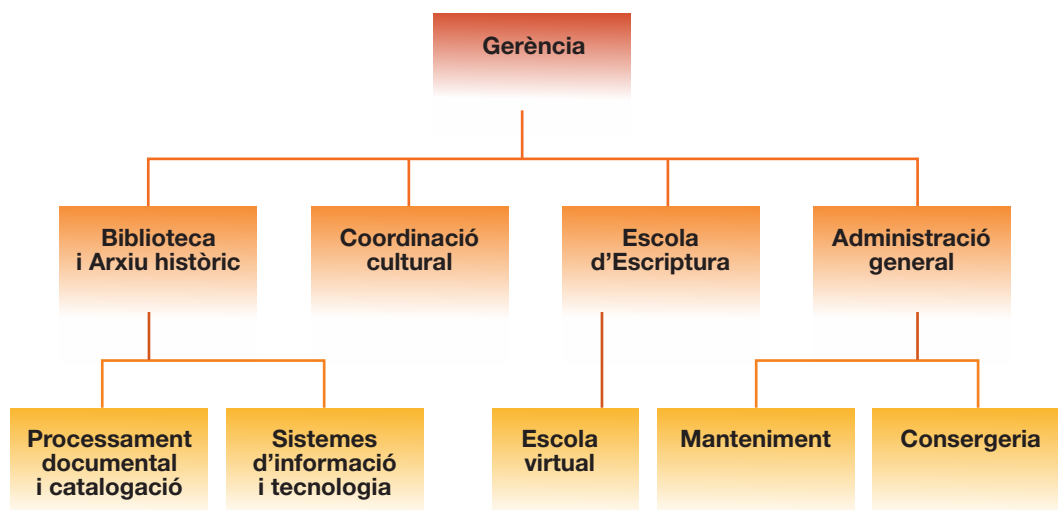 Gerència
Biblioteca
i Arxiu històric
Coordinació
cultural
Escola
d’Escriptura
Administració
general
Processament
documental
i catalogació
Sistemes
d’informació
i tecnologia
Escola
virtual
Manteniment
Consergeria